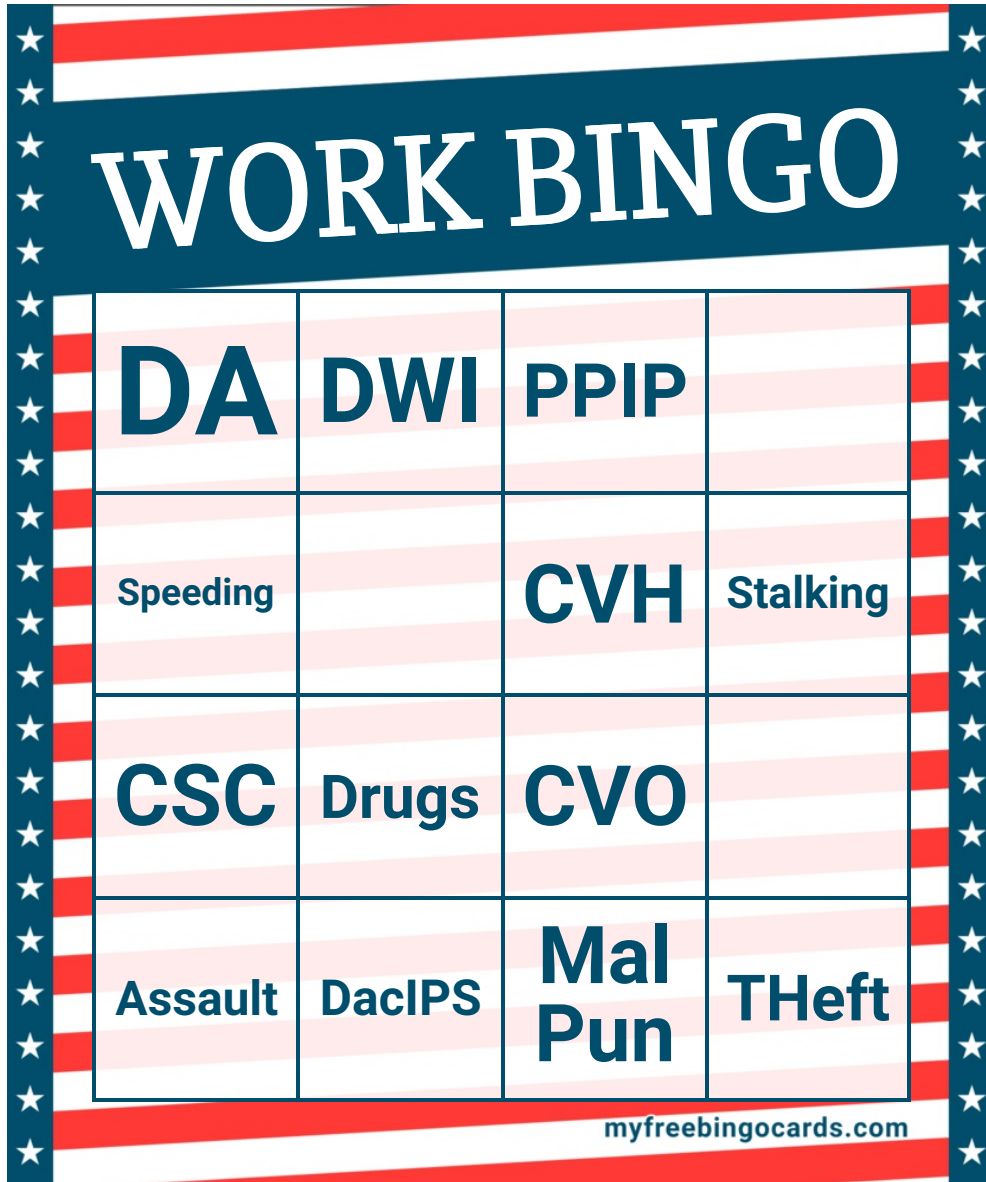 WORK BINGO
DA DWI PPIP
Speeding CVH Stalking
CSC Drugs CVO
Assault DacIPS Mal Pun THeft
myfreebingocards.com